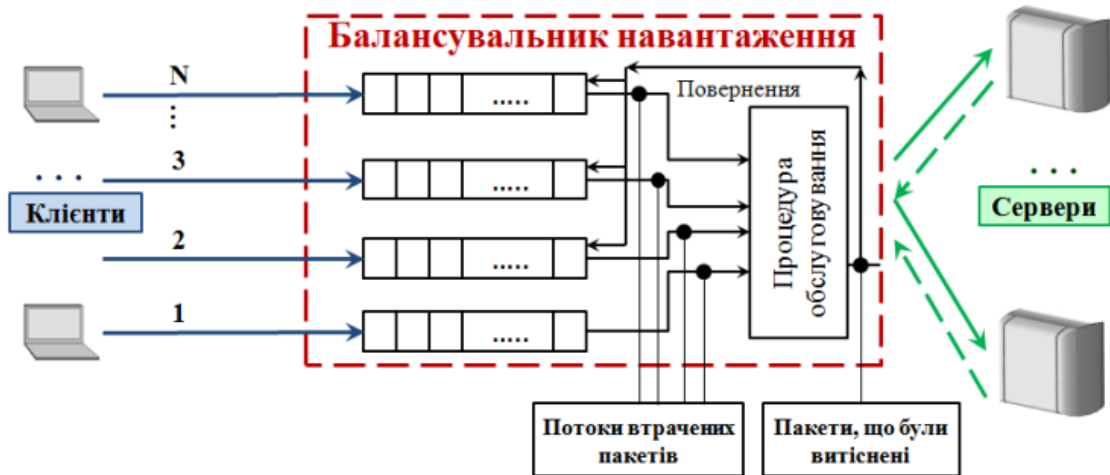 Балансувальник навантаження
N
.....
Повернення
3
.....
Клієнти
Процедура
обслуговування
Сервери
2
.....
1
.....
Потоки втрачених
пакетів
Пакети, що були
витіснені